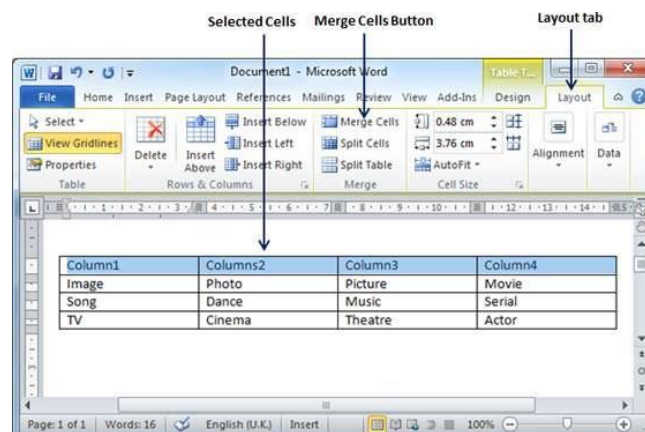 Selected Cells Merge Cells Button Layout tab
Document1 - Microsoft Word Table T...
File Home Insert Page Layout References Mailings Review View Add-Ins Design Layout
Select Insert Below Merge Cells 0.48 cm
View Gridlines Delete Insert Above Insert Left Split Cells 3.76 cm Alignment Data
Properties Insert Right Split Table AutoFit
Table Rows & Columns Merge Cell Size
Column1 Columns2 Column3 Column4
Image Photo Picture Movie
Song Dance Music Serial
TV Cinema Theatre Actor
Page: 1 of 1 Words: 16 English (U.K.) Insert 100%